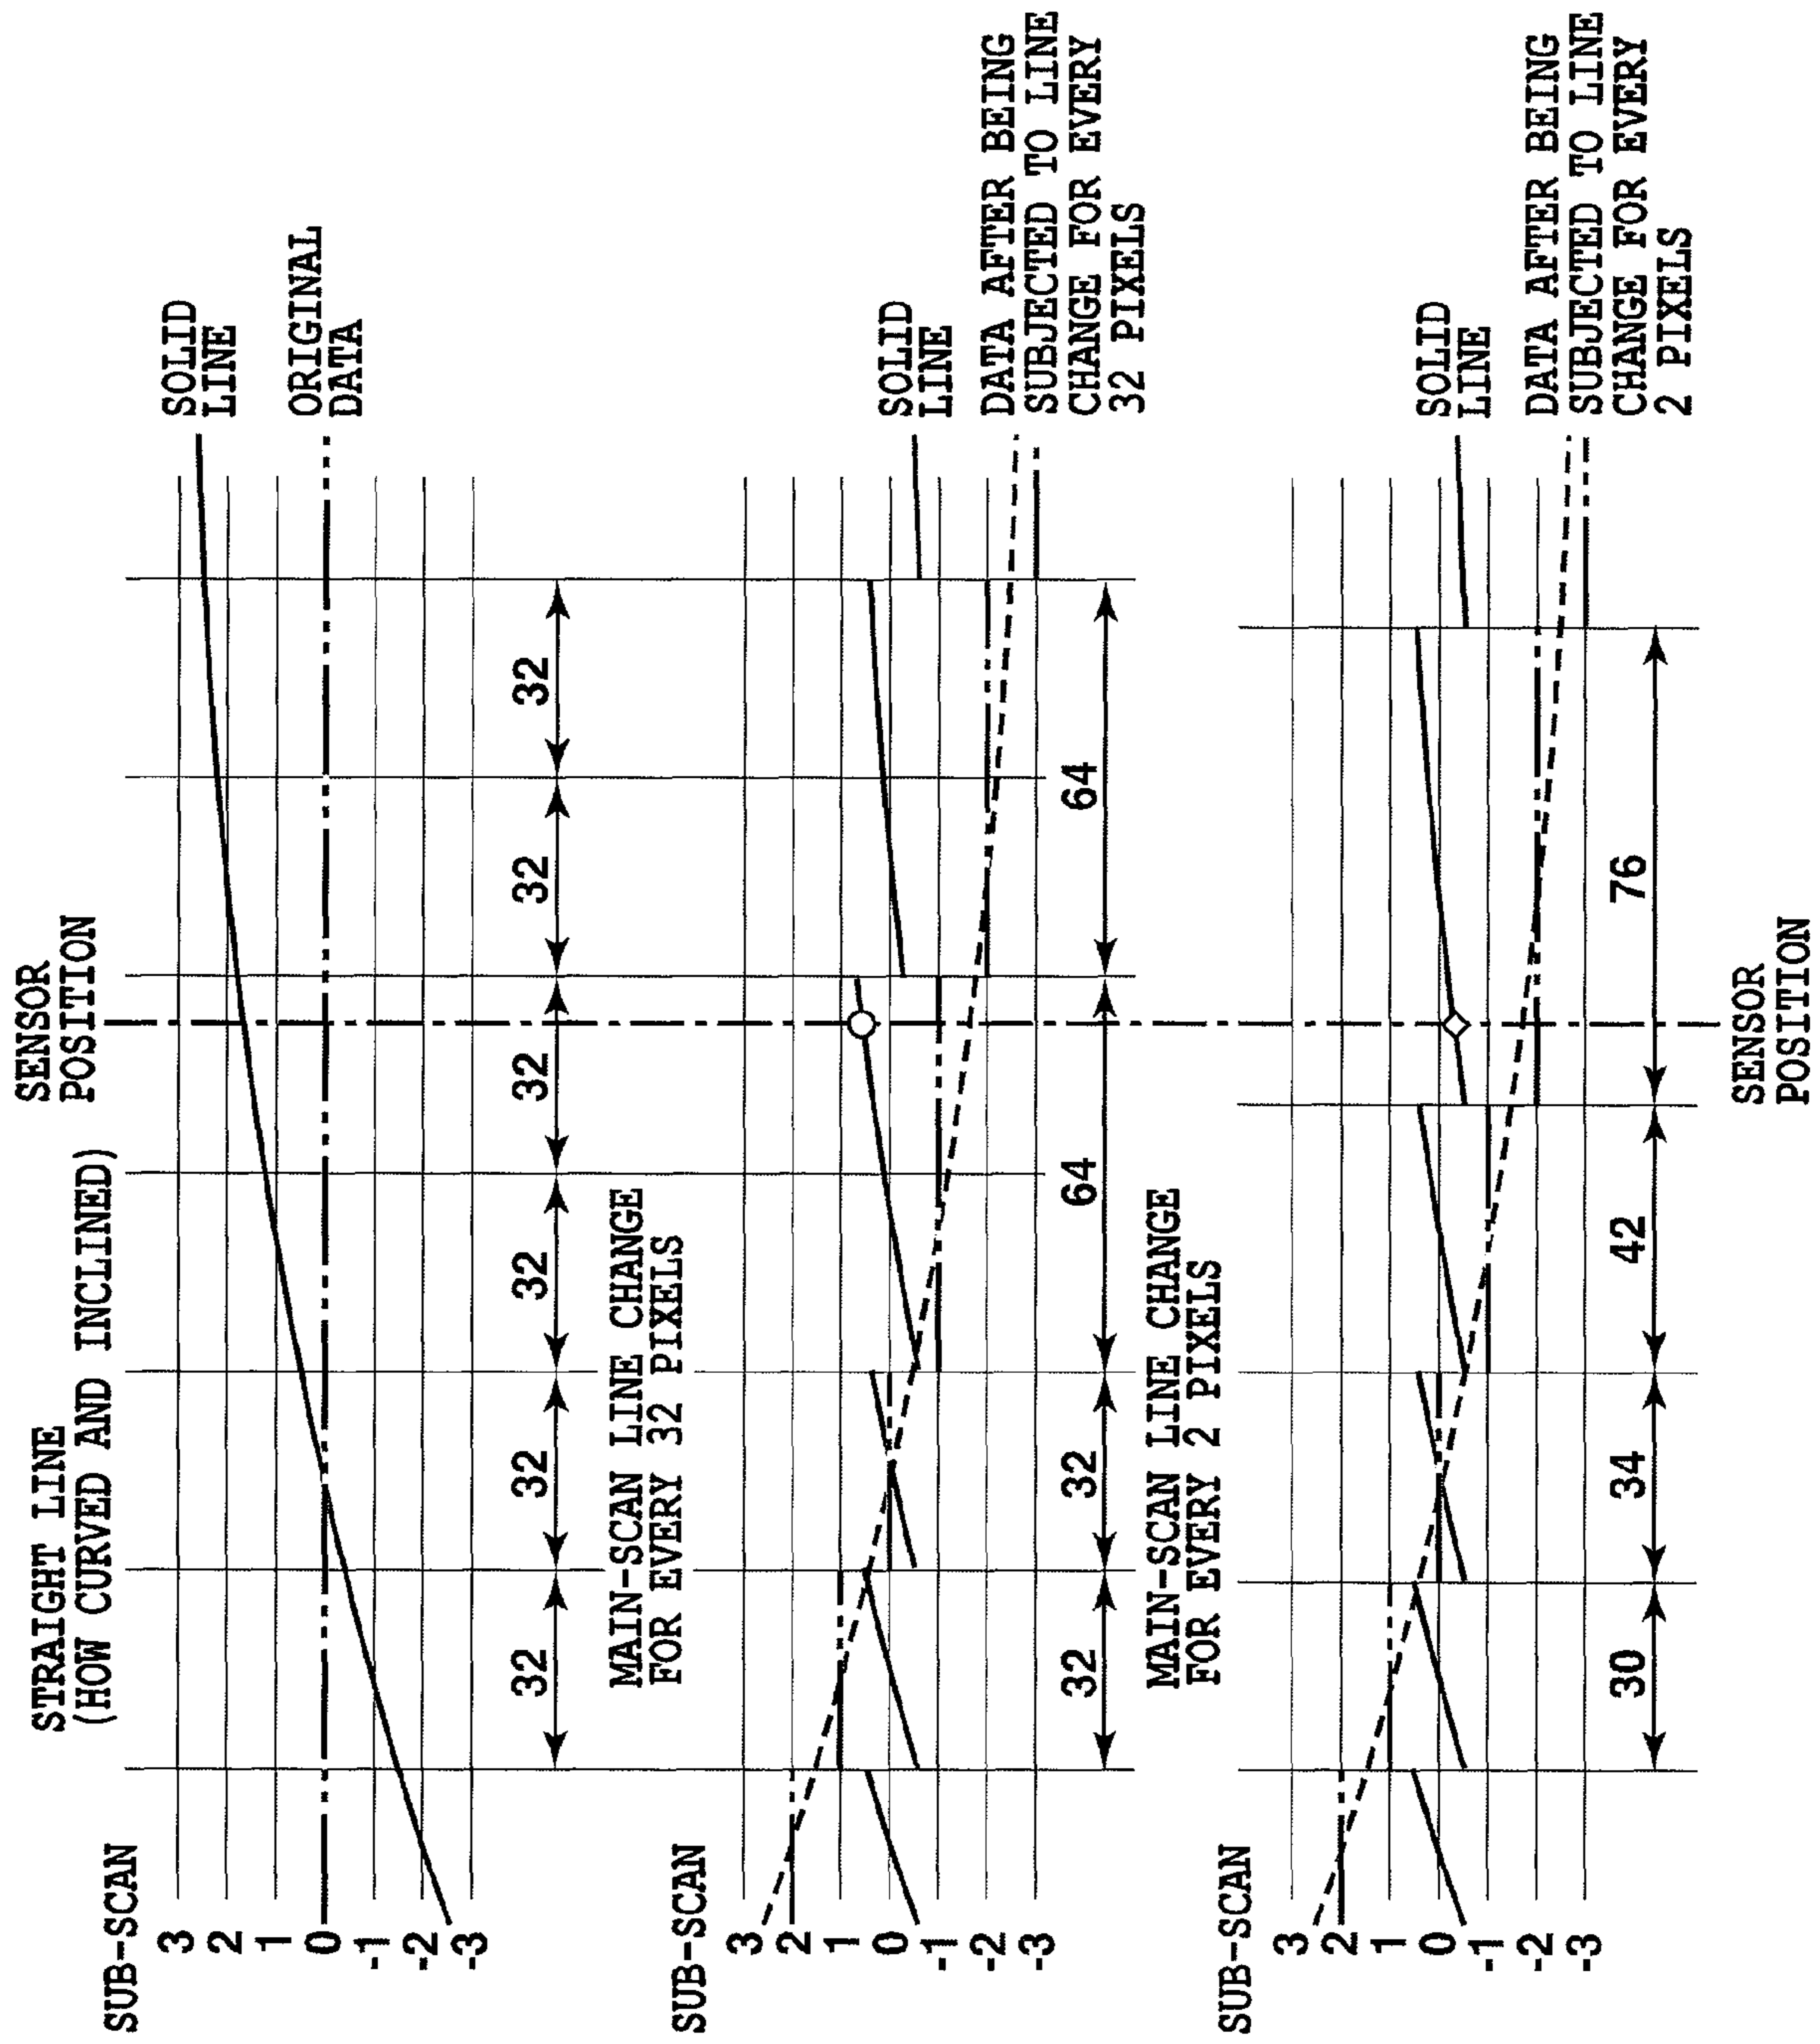 SENSOR
POSITION
STRAIGHT LINE
(HOW CURVED AND INCLINED)
SUB-SCAN
3
2
1
0
-1
-2
-3
SOLID
LINE
ORIGINAL
DATA
32
32
32
32
32
32
MAIN-SCAN LINE CHANGE
FOR EVERY 32 PIXELS
SUB-SCAN
3
2
1
0
-1
-2
-3
SOLID
LINE
DATA AFTER BEING
SUBJECTED TO LINE
CHANGE FOR EVERY
32 PIXELS
32
32
64
64
MAIN-SCAN LINE CHANGE
FOR EVERY 2 PIXELS
SUB-SCAN
3
2
1
0
-1
-2
-3
SOLID
LINE
DATA AFTER BEING
SUBJECTED TO LINE
CHANGE FOR EVERY
2 PIXELS
30
34
42
76
SENSOR
POSITION